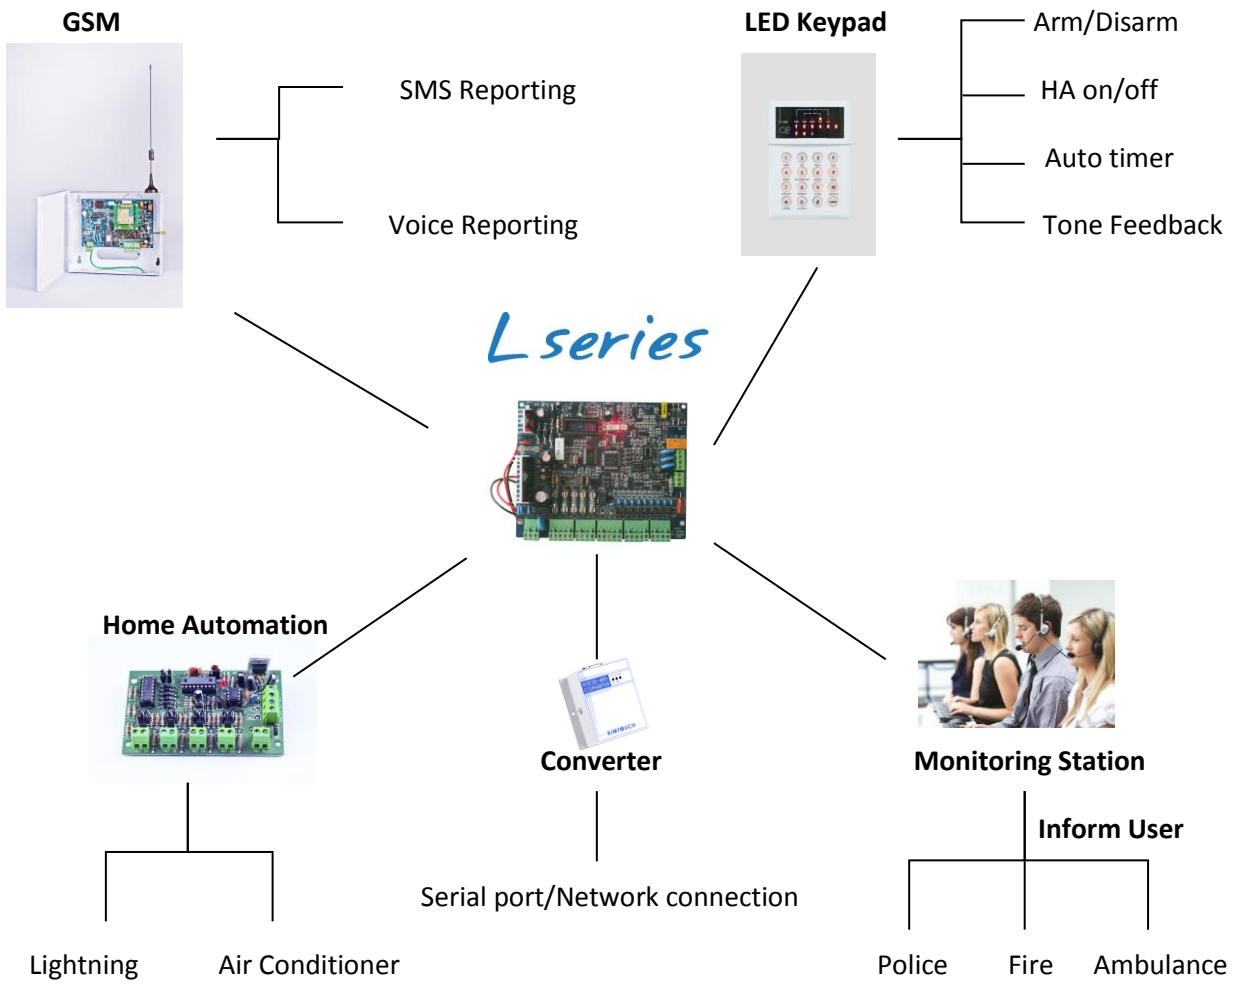 GSM
LED Keypad
Arm/Disarm
SMS Reporting
HA on/off
Auto timer
Voice Reporting
Tone Feedback
L series
Home Automation
KIMTOUCH
Converter
Monitoring Station
Inform User
Serial port/Network connection
Lightning
Air Conditioner
Police
Fire
Ambulance